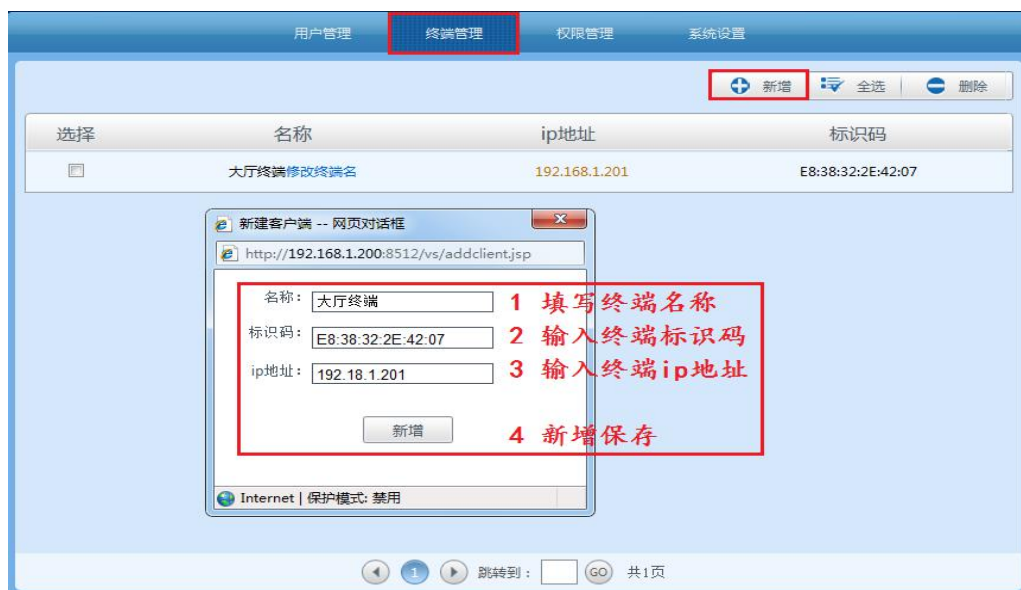 用户管理 终端管理 权限管理 系统设置
新增 全选 删除
选择 名称 ip地址 标识码
大厅终端修改终端名 192.168.1.201 E8:38:32:2E:42:07
新建客户端 -- 网页对话框
http://192.168.1.200:8512/vs/addclient.jsp
名称: 大厅终端 1 填写终端名称
标识码: E8:38:32:2E:42:07 2 输入终端标识码
ip地址: 192.18.1.201 3 输入终端ip地址
新增 4 新增保存
Internet | 保护模式: 禁用
1 跳转到: GO 共1页